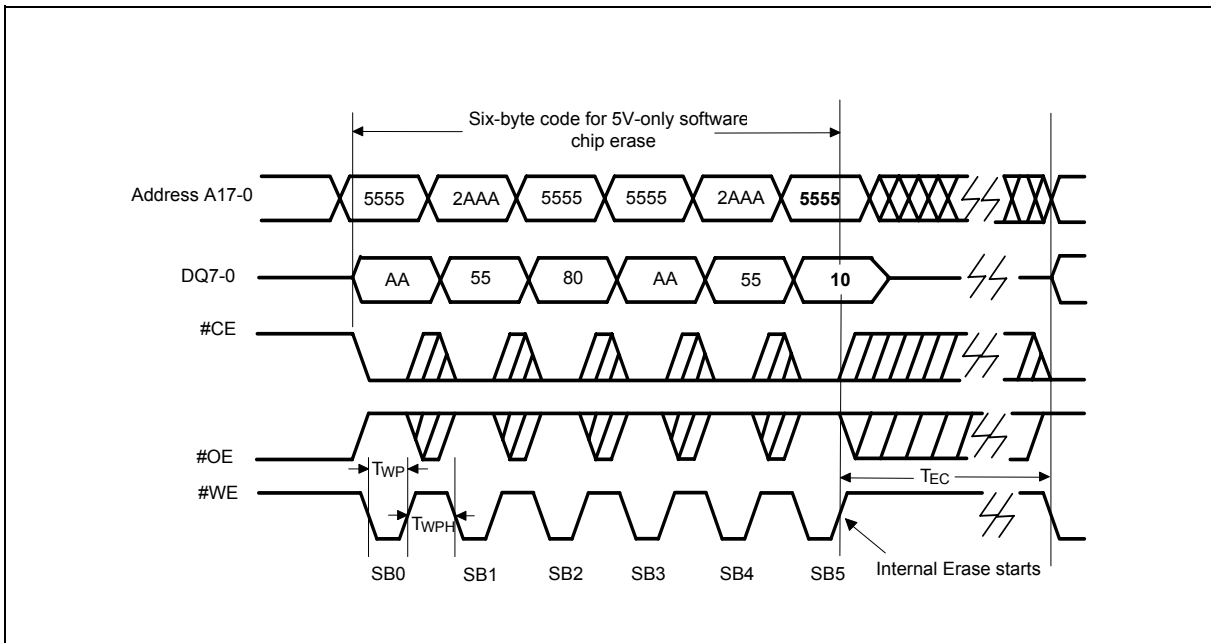 Six-byte code for 5V-only software
chip erase
Address A17-0
5555
2AAA
5555
5555
2AAA
5555
DQ7-0
AA
55
80
AA
55
10
#CE
#OE
TWP
TEC
#WE
TWPH
SB0
SB1
SB2
SB3
SB4
SB5
Internal Erase starts